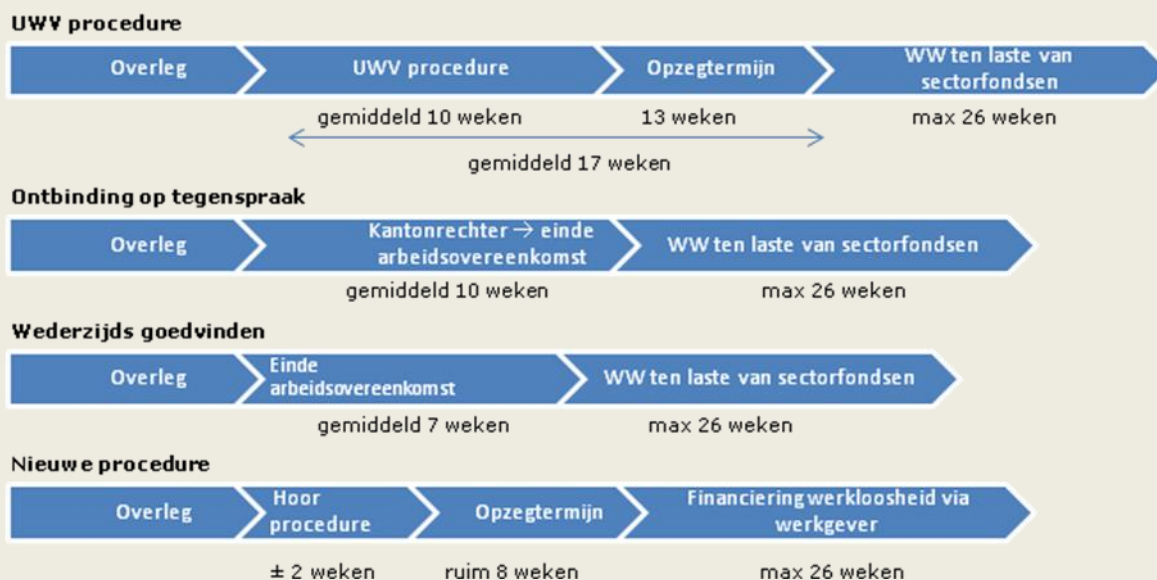 UWV procedure
Overleg
UWV procedure
Opzegtermijn
WW ten laste van
sectorfondsen
gemiddeld 10 weken
13 weken
max 26 weken
gemiddeld 17 weken
Ontbinding op tegenspraak
Overleg
Kantonrechter → einde
arbeidsovereenkomst
WW ten laste van sectorfondsen
gemiddeld 10 weken
max 26 weken
Wederzijds goedvinden
Overleg
Einde
arbeidsovereenkomst
WW ten laste van sectorfondsen
gemiddeld 7 weken
max 26 weken
Nieuwe procedure
Overleg
Hoor
procedure
Opzegtermijn
Financiering werkloosheid via
werkgever
± 2 weken
ruim 8 weken
max 26 weken